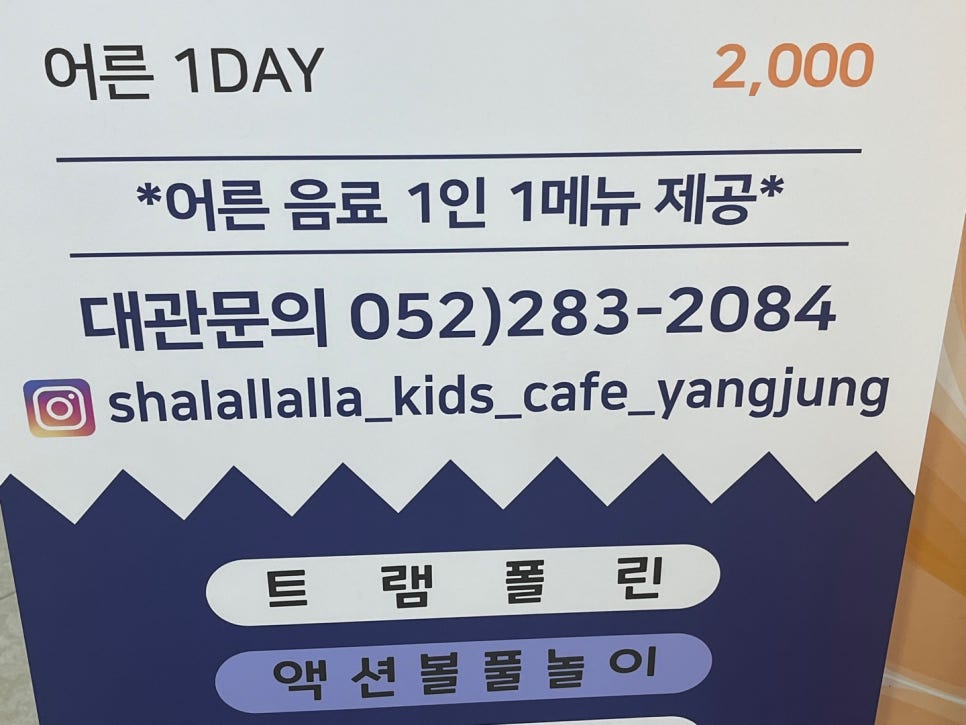 어른 1DAY 2,000
*어른 음료 1인 1메뉴 제공*
대관문의 052)283-2084
shalallalla_kids_cafe_yangjung
트램폴린
액션볼풀놀이